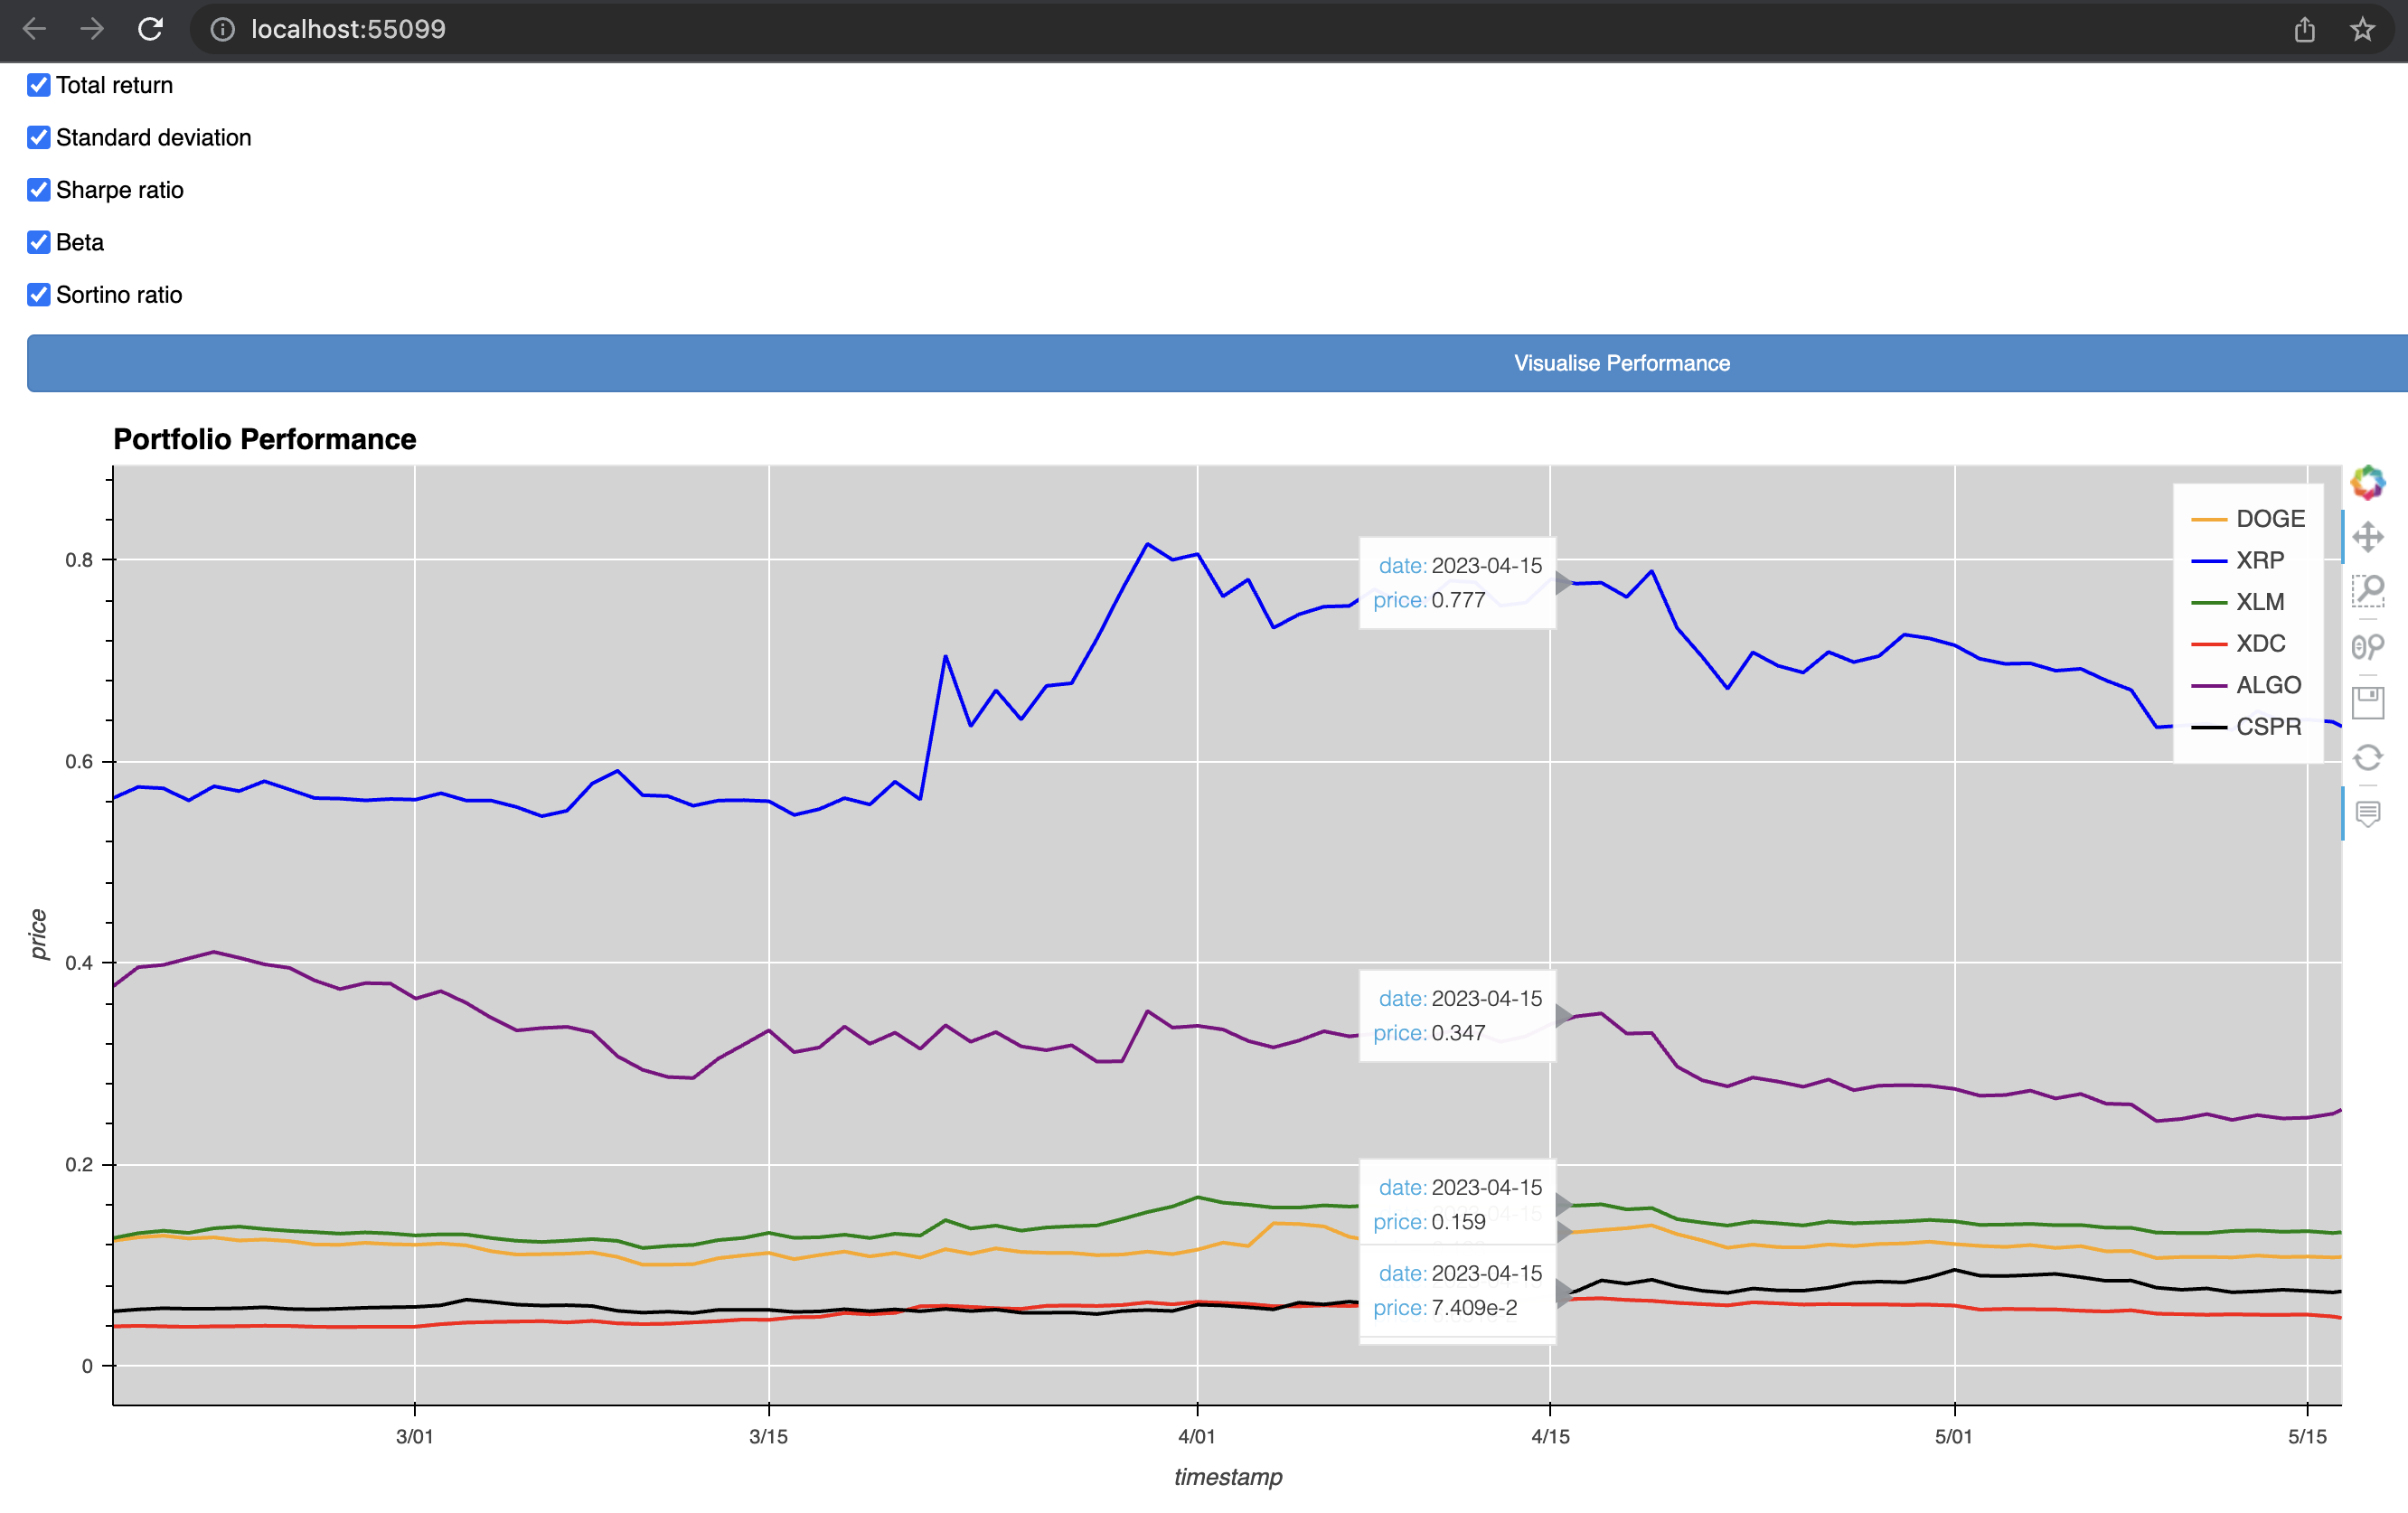 localhost:55099
Total return
Standard deviation
Sharpe ratio
Beta
Sortino ratio
Visualise Performance
Portfolio Performance
DOGE
XRP
XLM
XDC
ALGO
CSPR
date: 2023-04-15
price: 0.777
date: 2023-04-15
price: 0.347
date: 2023-04-15
price: 0.159
date: 2023-04-15
price: 7.409e-2
price
0.8
0.6
0.4
0.2
0
3/01
3/15
4/01
4/15
5/01
5/15
timestamp